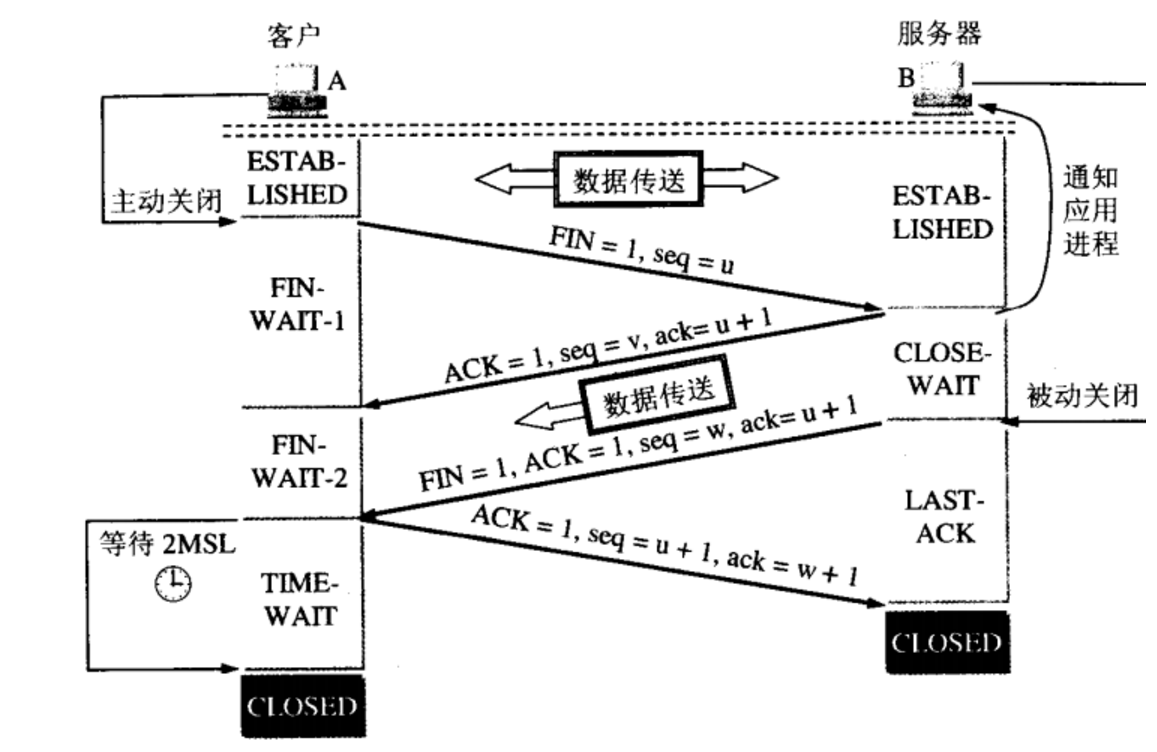 客户
服务器
A
B
ESTAB-
LISHED
数据传送
ESTAB-
LISHED
通知
应用
进程
主动关闭
FIN = 1, seq = u
FIN-
WAIT-1
ACK = 1, seq = v, ack= u + 1
CLOSE-
WAIT
数据传送
被动关闭
FIN-
WAIT-2
FIN = 1, ACK = 1, seq = w, ack= u + 1
LAST-
ACK
ACK = 1, seq = u + 1, ack = w + 1
等待 2MSL
TIME-
WAIT
CLOSED
CLOSED